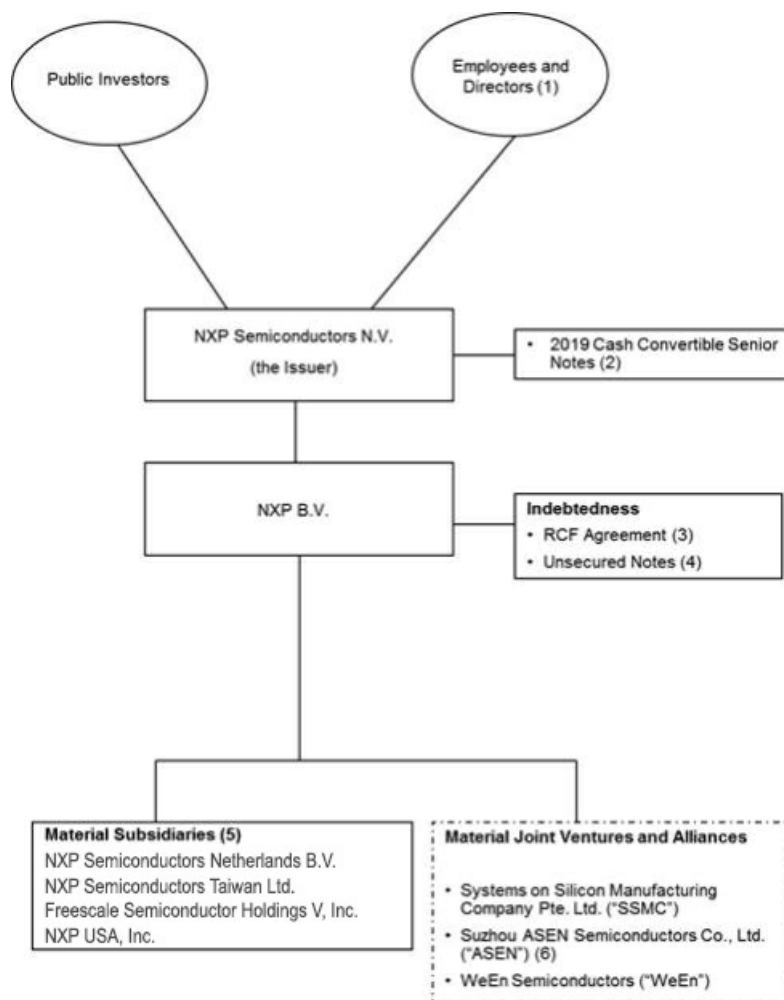 Public Investors
Employees and
Directors (1)
NXP Semiconductors N.V.
(the Issuer)
• 2019 Cash Convertible Senior
Notes (2)
NXP B.V.
Indebtedness
• RCF Agreement (3)
• Unsecured Notes (4)
Material Subsidiaries (5)
NXP Semiconductors Netherlands B.V.
NXP Semiconductors Taiwan Ltd.
Freescale Semiconductor Holdings V, Inc.
NXP USA, Inc.
Material Joint Ventures and Alliances
• Systems on Silicon Manufacturing
Company Pte. Ltd. (“SSMC”)
• Suzhou ASEN Semiconductors Co., Ltd.
(“ASEN”) (6)
• WeEn Semiconductors (“WeEn”)